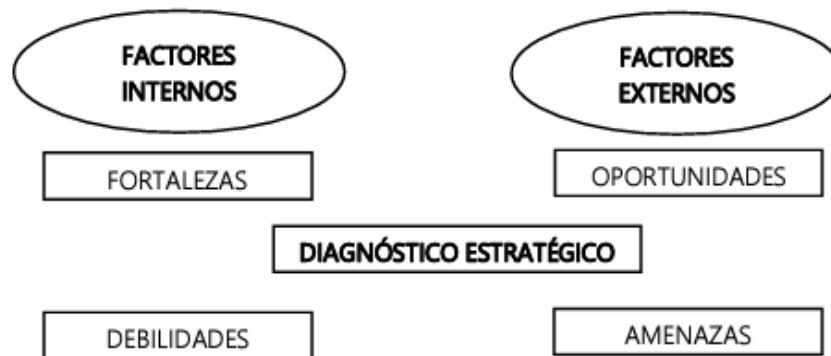 FACTORES
INTERNOS
FACTORES
EXTERNOS
FORTALEZAS
OPORTUNIDADES
DIAGNÓSTICO ESTRATÉGICO
DEBILIDADES
AMENAZAS